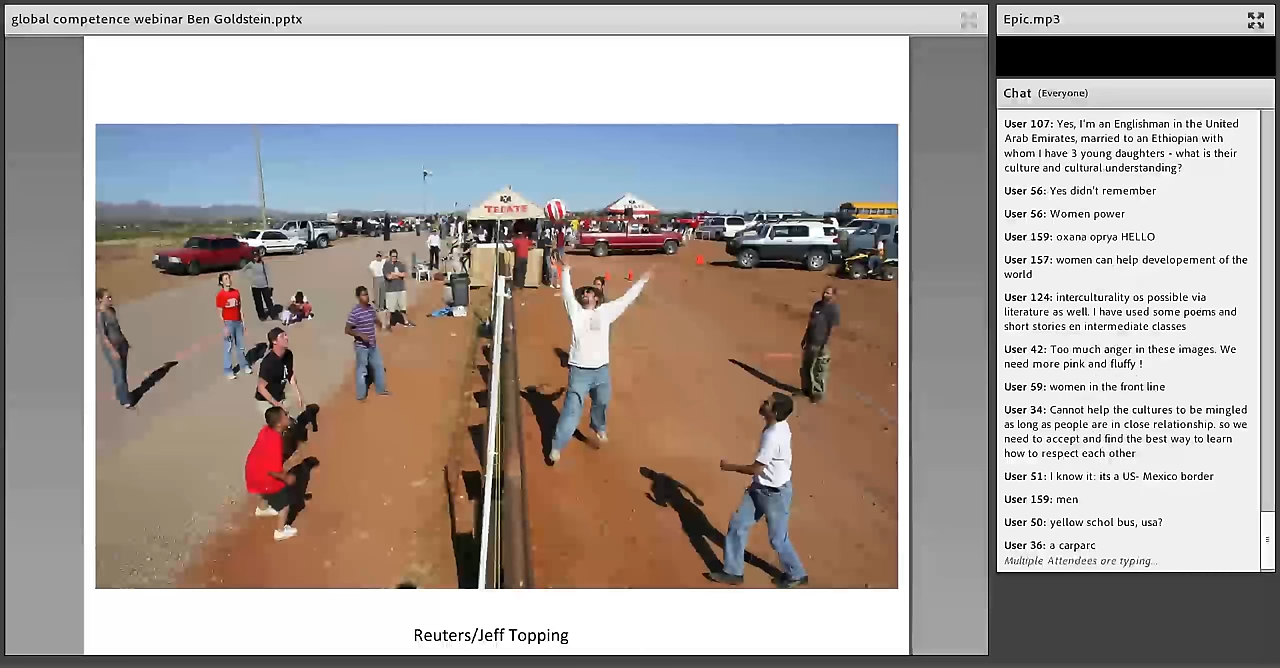 global competence webinar Ben Goldstein.pptx
TECATE
Reuters/Jeff Topping
Epic.mp3
Chat (Everyone)
User 107: Yes, I'm an Englishman in the United
Arab Emirates, married to an Ethiopian with
whom I have 3 young daughters - what is their
culture and cultural understanding?
User 56: Yes didn't remember
User 56: Women power
User 159: oxana oprya HELLO
User 157: women can help developement of the
world
User 124: interculturality os possible via
literature as well. I have used some poems and
short stories en intermediate classes
User 42: Too much anger in these images. We
need more pink and fluffy !
User 59: women in the front line
User 34: Cannot help the cultures to be mingled
as long as people are in close relationship. so we
need to accept and find the best way to learn
how to respect each other
User 51: I know it: its a US- Mexico border
User 159: men
User 50: yellow schol bus, usa?
User 36: a carparc
Multiple Attendees are typing...